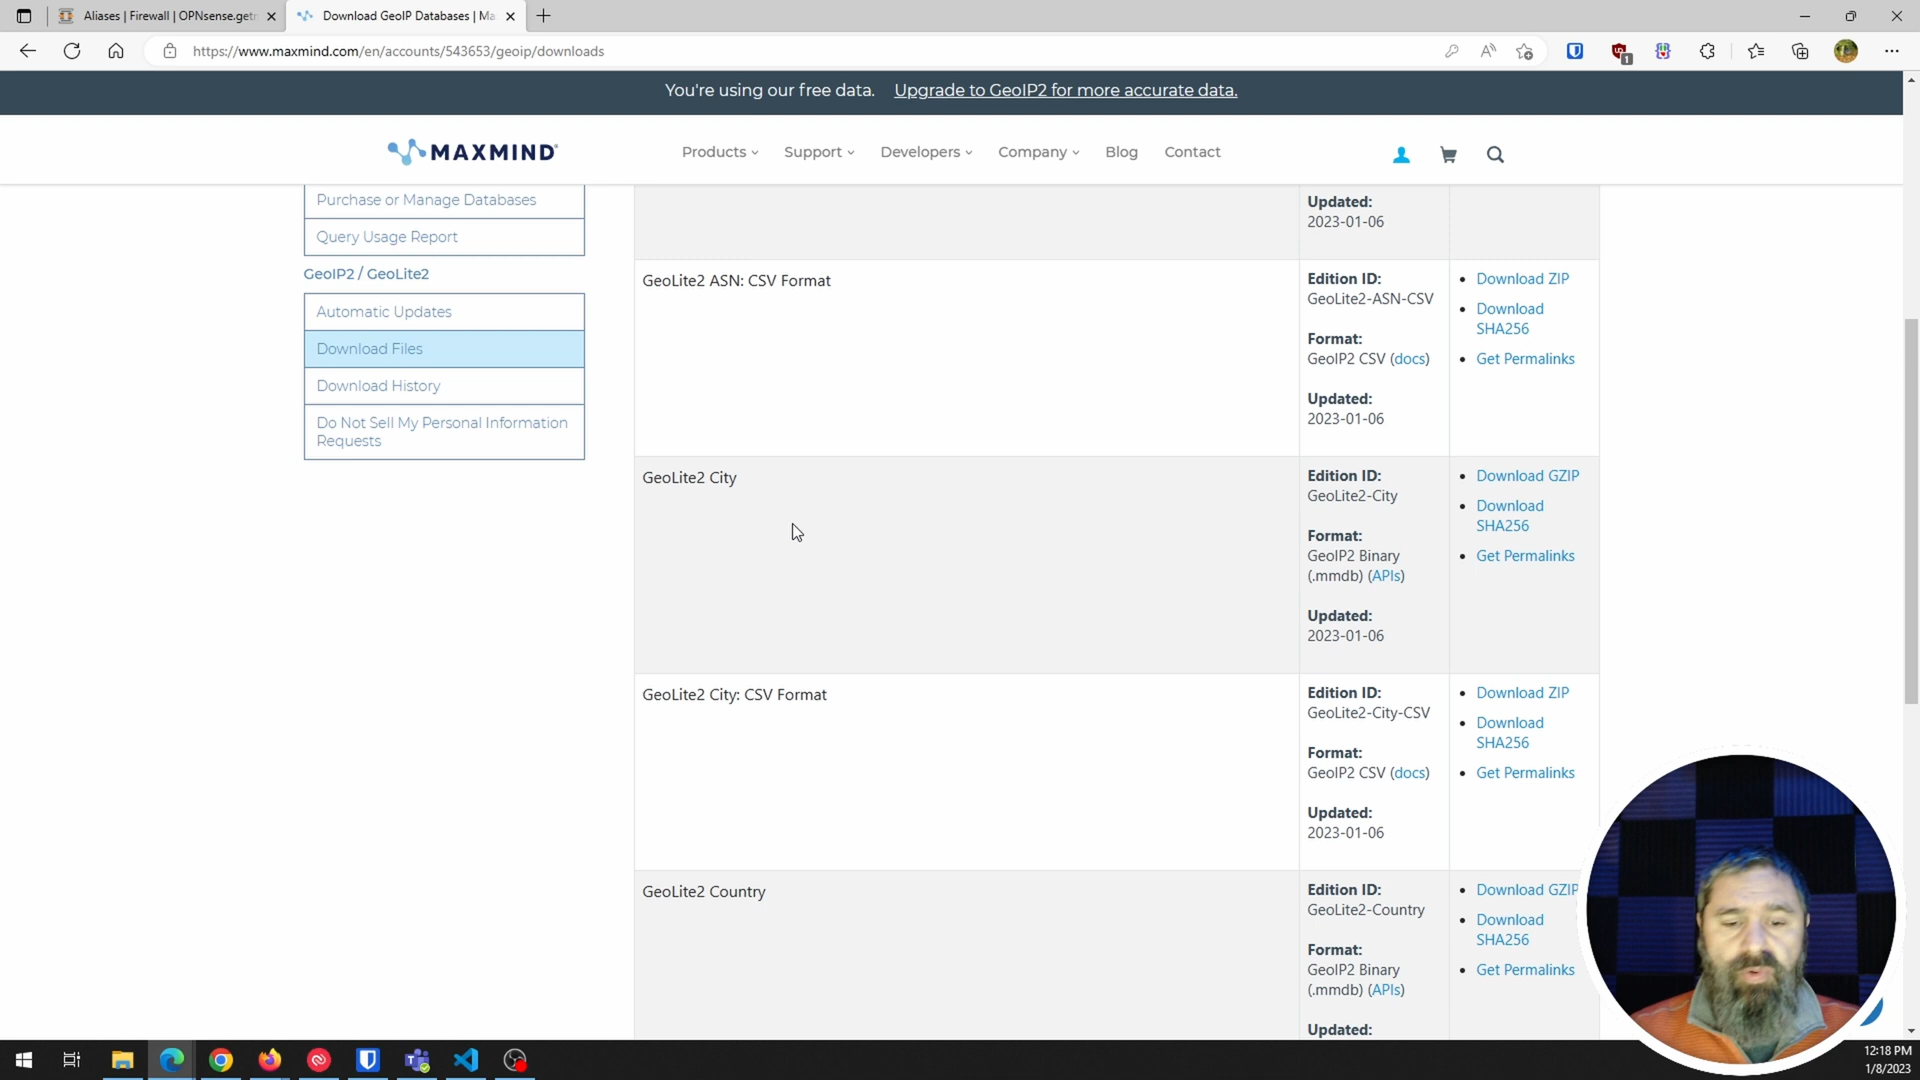 Aliases | Firewall | OPNsense.get
Download GeoIP Databases | Ma
https://www.maxmind.com/en/accounts/543653/geoip/downloads
1
You're using our free data. Upgrade to GeoIP2 for more accurate data.
MAXMIND
Products
Support
Developers
Company
Blog
Contact
Purchase or Manage Databases
Query Usage Report
GeoIP2 / GeoLite2
Automatic Updates
Download Files
Download History
Do Not Sell My Personal Information
Requests
Updated:
2023-01-06
GeoLite2 ASN: CSV Format
Edition ID:
GeoLite2-ASN-CSV
Format:
GeoIP2 CSV (docs)
Updated:
2023-01-06
Download ZIP
Download
SHA256
Get Permalinks
GeoLite2 City
Edition ID:
GeoLite2-City
Format:
GeoIP2 Binary
(.mmdb) (APIs)
Updated:
2023-01-06
Download GZIP
Download
SHA256
Get Permalinks
GeoLite2 City: CSV Format
Edition ID:
GeoLite2-City-CSV
Format:
GeoIP2 CSV (docs)
Updated:
2023-01-06
Download ZIP
Download
SHA256
Get Permalinks
GeoLite2 Country
Edition ID:
GeoLite2-Country
Format:
GeoIP2 Binary
(.mmdb) (APIs)
Updated:
Download GZIP
Download
SHA256
Get Permalinks
12:18 PM
1/8/2023